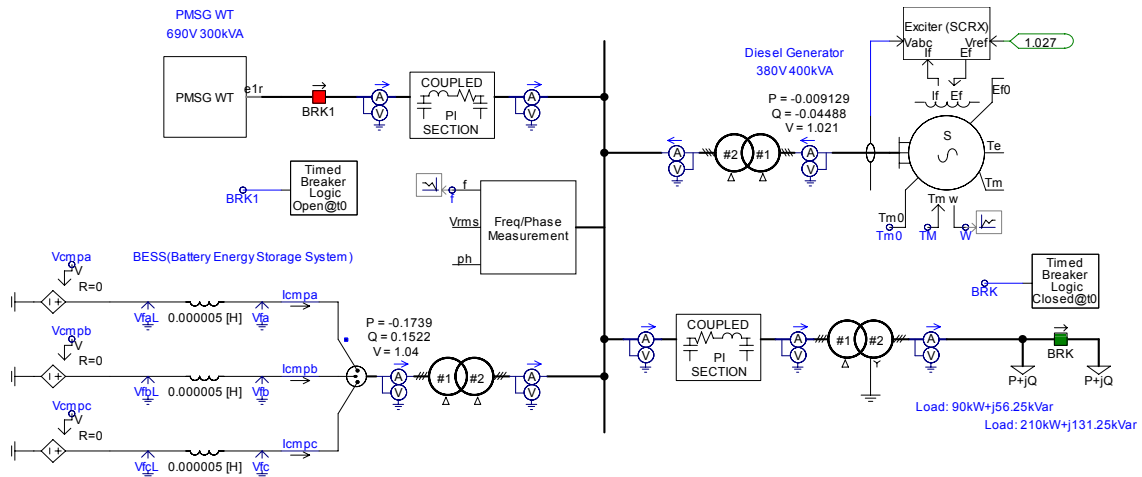 PMSG WT
690V 300kVA
PMSG WT
e1r
BRK1
A
V
COUPLED
PI
SECTION
A
V
BRK1
Timed
Breaker
Logic
Open@t0
f
f
Vrms
ph
Freq/Phase
Measurement
Diesel Generator
380V 400kVA
Exciter (SCRX)
Vabc
Vref
If
Ef
1.027
P = -0.009129
Q = -0.04488
V = 1.021
A
V
#2
#1
A
V
If
Ef
Ef0
S
Te
Tm
Tm w
Tm0
Tm0
TM
W
BRK
Timed
Breaker
Logic
Closed@t0
BESS(Battery Energy Storage System )
Vcmpa
V
R=0
VfaL
0.000005 [H]
Vfa
Icmpa
Vcmpb
V
R=0
VfbL
0.000005 [H]
Vfb
Icmpb
Vcmpc
V
R=0
VfcL
0.000005 [H]
Vfc
Icmpc
P = -0.1739
Q = 0.1522
V = 1.04
A
V
#1
#2
A
V
A
V
COUPLED
PI
SECTION
A
V
#1
#2
A
V
BRK
P+jQ
P+jQ
Load: 90kW+j56.25kVar
Load: 210kW+j131.25kVar